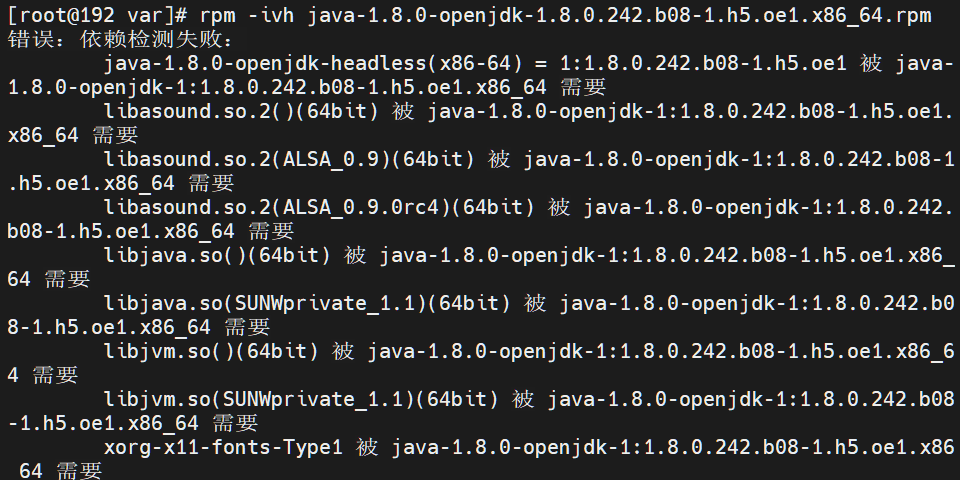 [root@192 var]# rpm -ivh java-1.8.0-openjdk-1.8.0.242.b08-1.h5.oe1.x86_64.rpm
错误：依赖检测失败：
java-1.8.0-openjdk-headless(x86-64) = 1:1.8.0.242.b08-1.h5.oe1 被 java-
1.8.0-openjdk-1:1.8.0.242.b08-1.h5.oe1.x86_64 需要
libasound.so.2()(64bit) 被 java-1.8.0-openjdk-1:1.8.0.242.b08-1.h5.oe1.
x86_64 需要
libasound.so.2(ALSA_0.9)(64bit) 被 java-1.8.0-openjdk-1:1.8.0.242.b08-1
.h5.oe1.x86_64 需要
libasound.so.2(ALSA_0.9.0rc4)(64bit) 被 java-1.8.0-openjdk-1:1.8.0.242.
b08-1.h5.oe1.x86_64 需要
libjava.so()(64bit) 被 java-1.8.0-openjdk-1:1.8.0.242.b08-1.h5.oe1.x86_
64 需要
libjava.so(SUNWprivate_1.1)(64bit) 被 java-1.8.0-openjdk-1:1.8.0.242.b0
8-1.h5.oe1.x86_64 需要
libjvm.so()(64bit) 被 java-1.8.0-openjdk-1:1.8.0.242.b08-1.h5.oe1.x86_6
4 需要
libjvm.so(SUNWprivate_1.1)(64bit) 被 java-1.8.0-openjdk-1:1.8.0.242.b08
-1.h5.oe1.x86_64 需要
xorg-x11-fonts-Type1 被 java-1.8.0-openjdk-1:1.8.0.242.b08-1.h5.oe1.x86
_64 需要